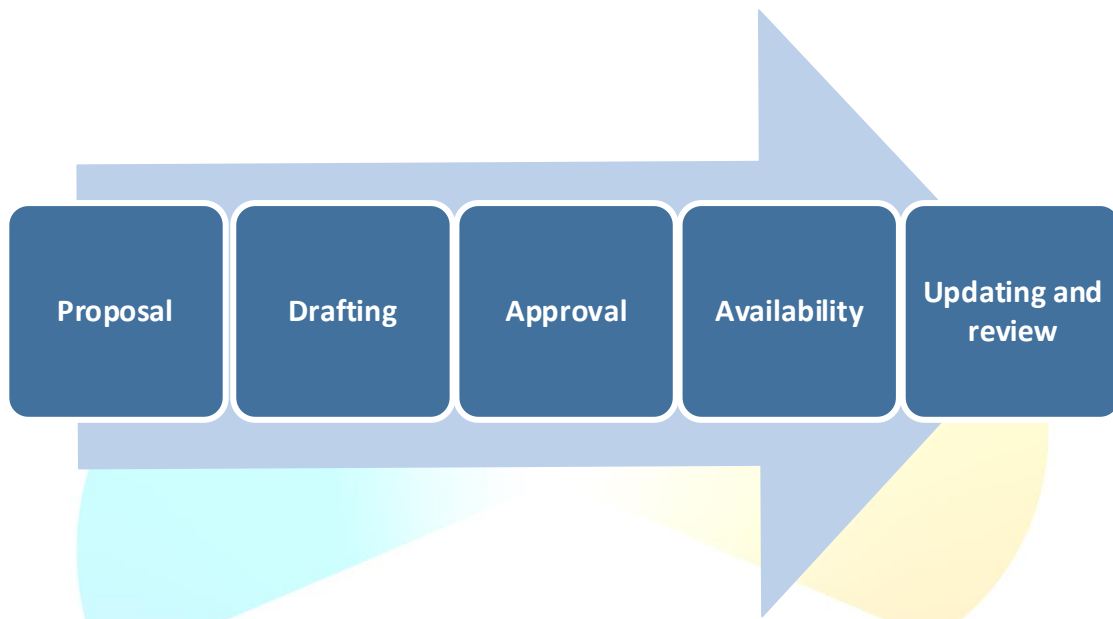 Proposal
Drafting
Approval
Availability
Updating and
review